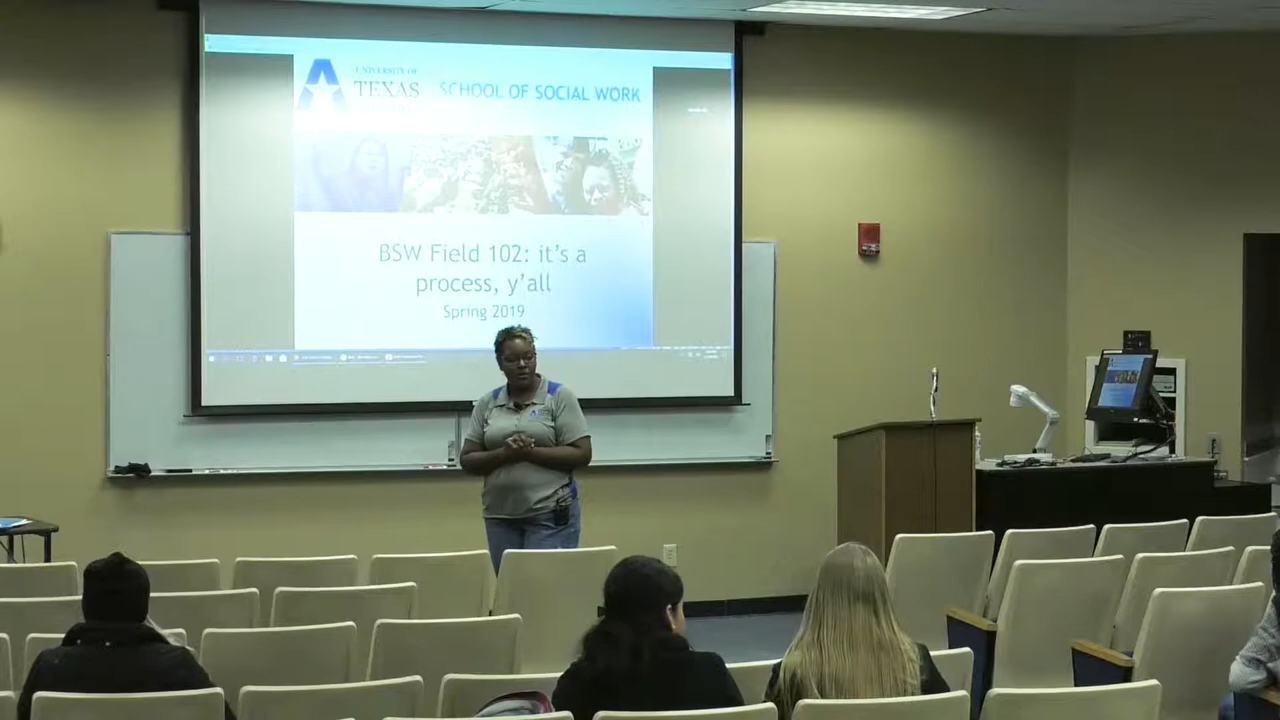 UNIVERSITY OF
TEXAS
SCHOOL OF SOCIAL WORK
BSW Field 102: it's a
process, y'all
Spring 2019